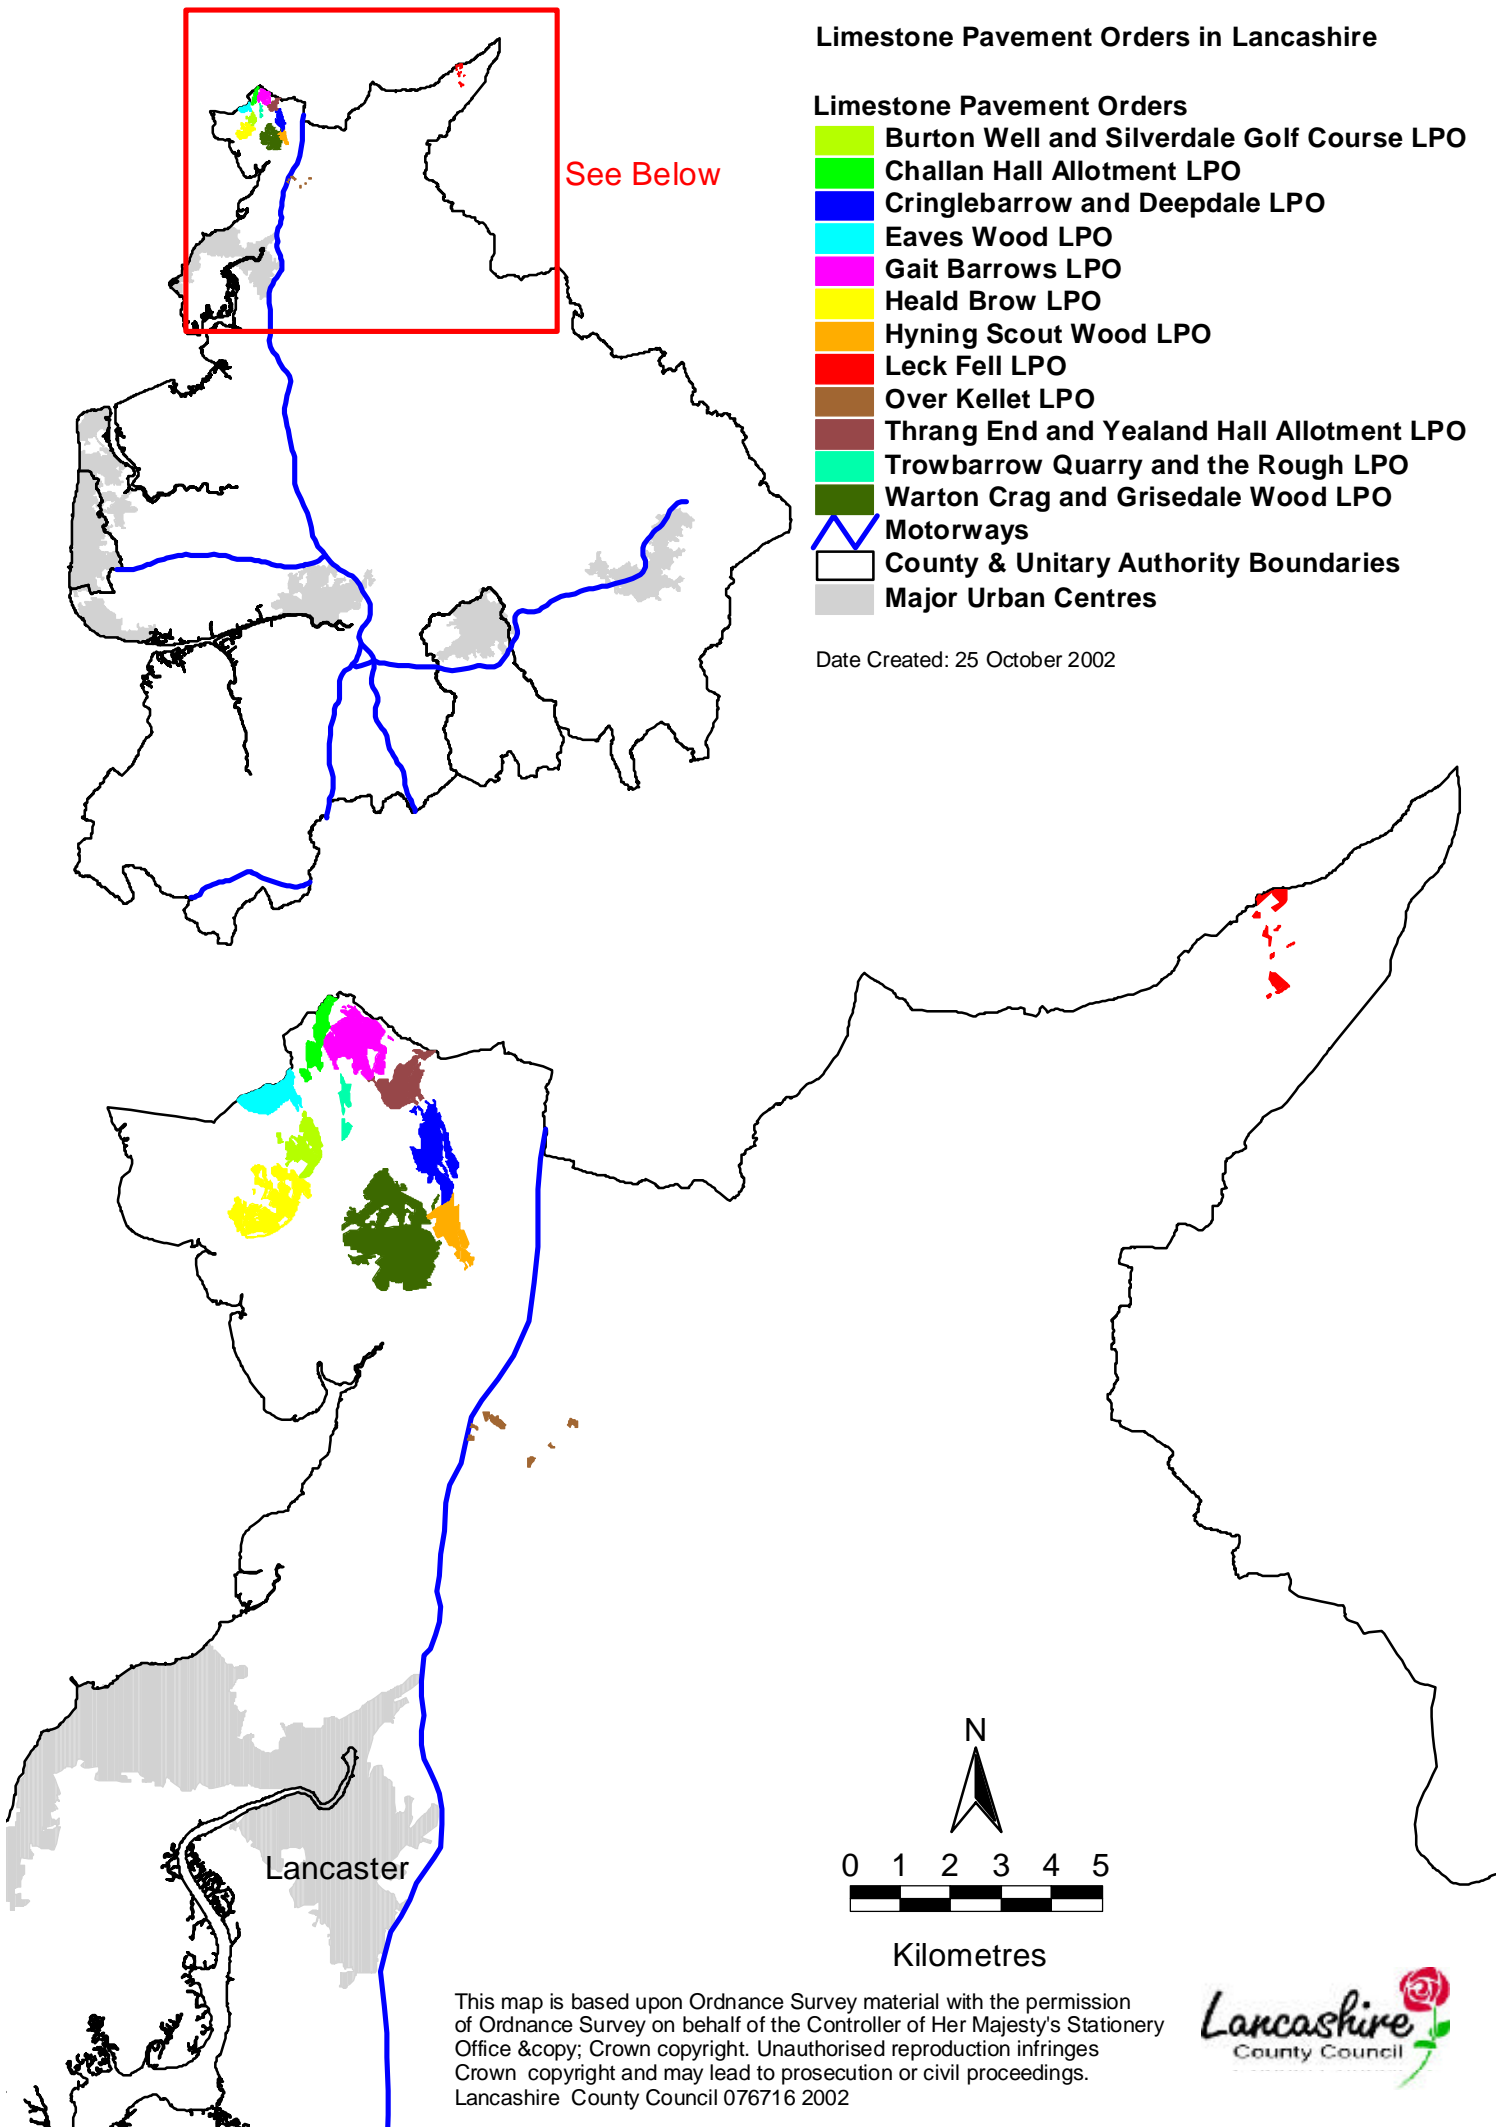 Limestone Pavement Orders in Lancashire
Limestone Pavement Orders
Burton Well and Silverdale Golf Course LPO
Challan Hall Allotment LPO
Cringlebarrow and Deepdale LPO
Eaves Wood LPO
Gait Barrows LPO
Heald Brow LPO
Hyning Scout Wood LPO
Leck Fell LPO
Over Kellet LPO
Thrang End and Yealand Hall Allotment LPO
Trowbarrow Quarry and the Rough LPO
Warton Crag and Grisedale Wood LPO
Motorways
County & Unitary Authority Boundaries
Major Urban Centres
Date Created: 25 October 2002
See Below
Lancaster
N
0 1 2 3 4 5
Kilometres
This map is based upon Ordnance Survey material with the permission
of Ordnance Survey on behalf of the Controller of Her Majesty's Stationery
Office &copy; Crown copyright. Unauthorised reproduction infringes
Crown copyright and may lead to prosecution or civil proceedings.
Lancashire County Council 076716 2002
Lancashire
County Council